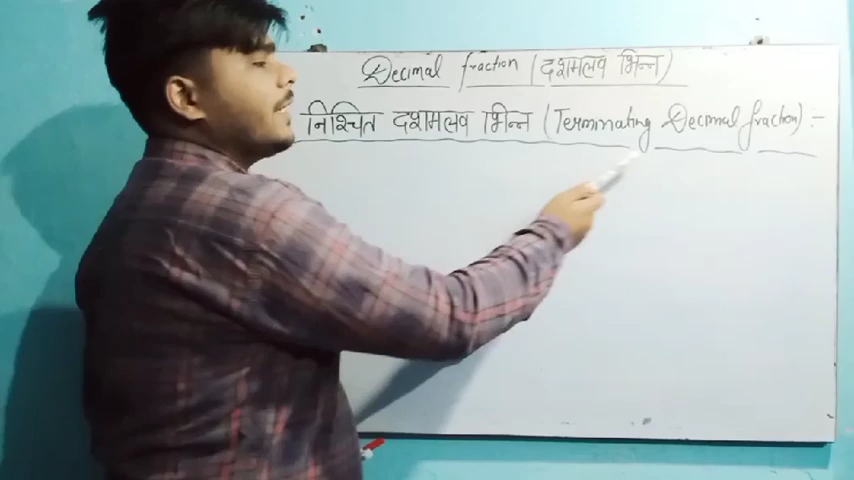 Decimal fraction (दशमलव भिन्न)
निश्चित दशमलव भिन्न (Terminating Decimal fraction) :-